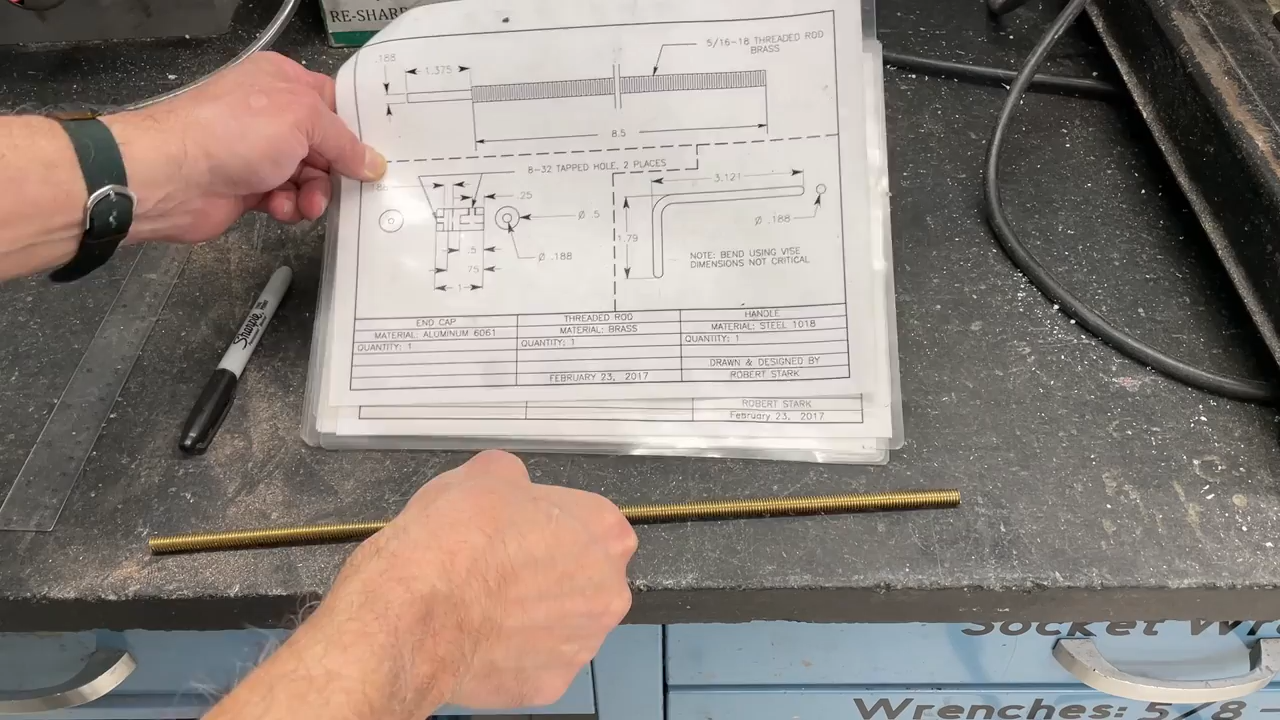 RE-SHARP
5/16-18 THREADED ROD
BRASS
.188
1.375
8.5
8-32 TAPPED HOLE, 2 PLACES
.188
.25
Ø .5
Ø .188
.5
.75
1
3.121
1.79
Ø .188
NOTE: BEND USING VISE
DIMENSIONS NOT CRITICAL
END CAP
MATERIAL: ALUMINUM 6061
QUANTITY: 1
THREADED ROD
MATERIAL: BRASS
QUANTITY: 1
FEBRUARY 23, 2017
HANDLE
MATERIAL: STEEL 1018
QUANTITY: 1
DRAWN & DESIGNED BY
ROBERT STARK
ROBERT STARK
February 23, 2017
Sharpie
Socket Wr
Wrenches: 5/8 -